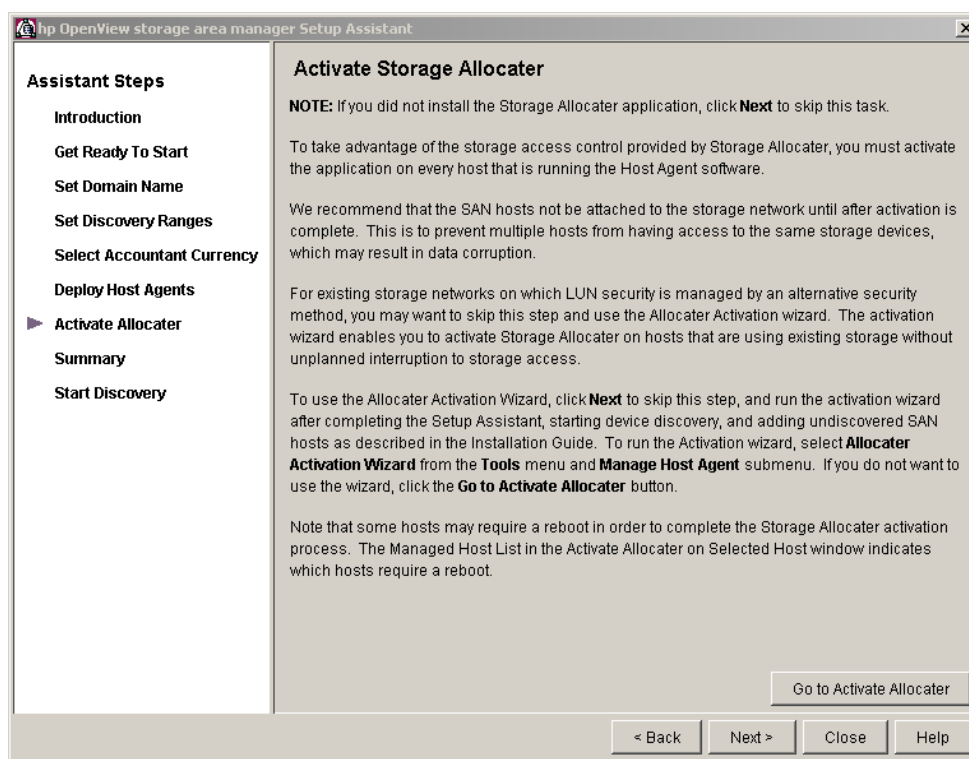 hp OpenView storage area manager Setup Assistant
Assistant Steps
Introduction
Get Ready To Start
Set Domain Name
Set Discovery Ranges
Select Accountant Currency
Deploy Host Agents
Activate Allocater
Summary
Start Discovery
Activate Storage Allocater
NOTE: If you did not install the Storage Allocater application, click Next to skip this task.
To take advantage of the storage access control provided by Storage Allocater, you must activate
the application on every host that is running the Host Agent software.
We recommend that the SAN hosts not be attached to the storage network until after activation is
complete. This is to prevent multiple hosts from having access to the same storage devices,
which may result in data corruption.
For existing storage networks on which LUN security is managed by an alternative security
method, you may want to skip this step and use the Allocater Activation wizard. The activation
wizard enables you to activate Storage Allocater on hosts that are using existing storage without
unplanned interruption to storage access.
To use the Allocater Activation Wizard, click Next to skip this step, and run the activation wizard
after completing the Setup Assistant, starting device discovery, and adding undiscovered SAN
hosts as described in the Installation Guide. To run the Activation wizard, select Allocater
Activation Wizard from the Tools menu and Manage Host Agent submenu. If you do not want to
use the wizard, click the Go to Activate Allocater button.
Note that some hosts may require a reboot in order to complete the Storage Allocater activation
process. The Managed Host List in the Activate Allocater on Selected Host window indicates
which hosts require a reboot.
Go to Activate Allocater
< Back
Next >
Close
Help